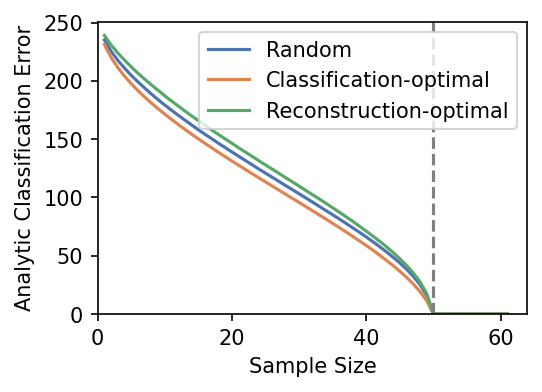 Analytic Classification Error
250
200
150
100
50
0
Random
Classification-optimal
Reconstruction-optimal
0 20 40 60
Sample Size